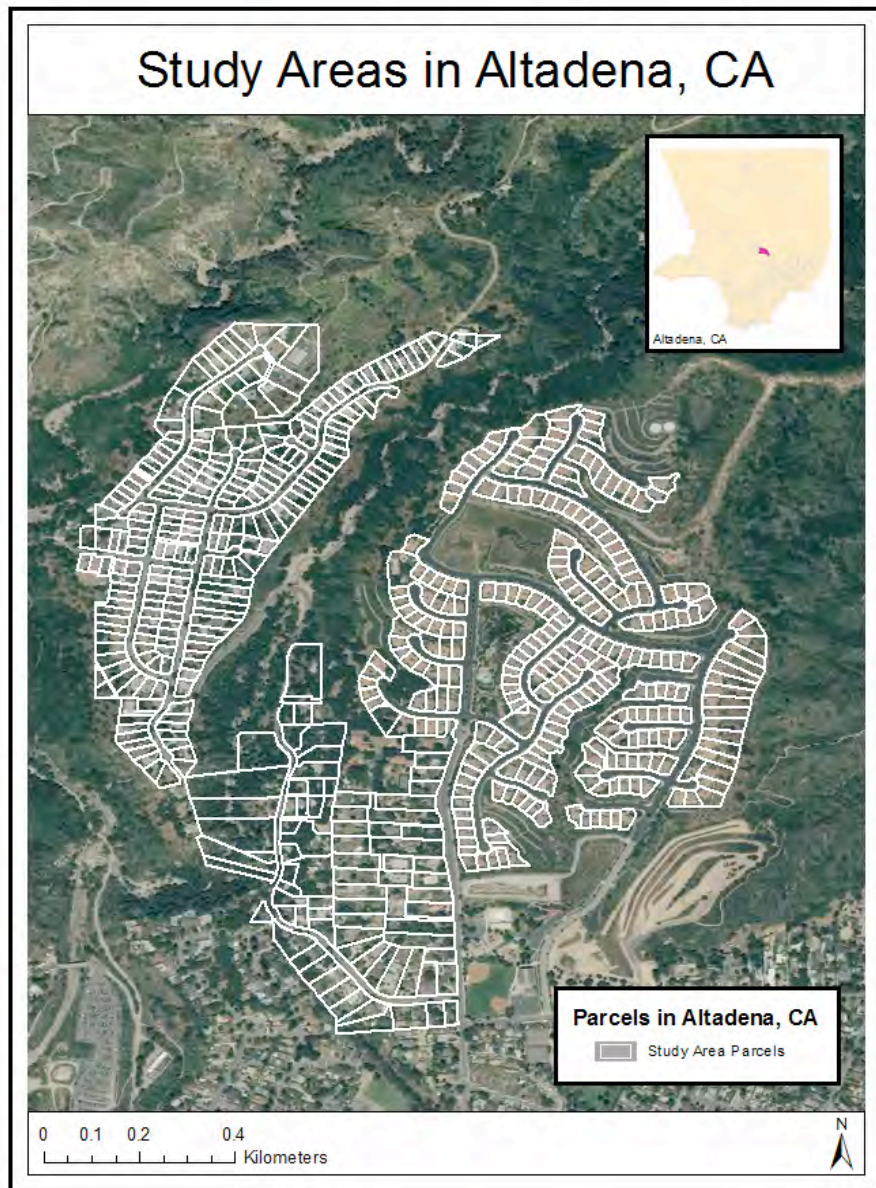 Study Areas in Altadena, CA
Altadena, CA
Parcels in Altadena, CA
Study Area Parcels
0 0.1 0.2 0.4
Kilometers
N